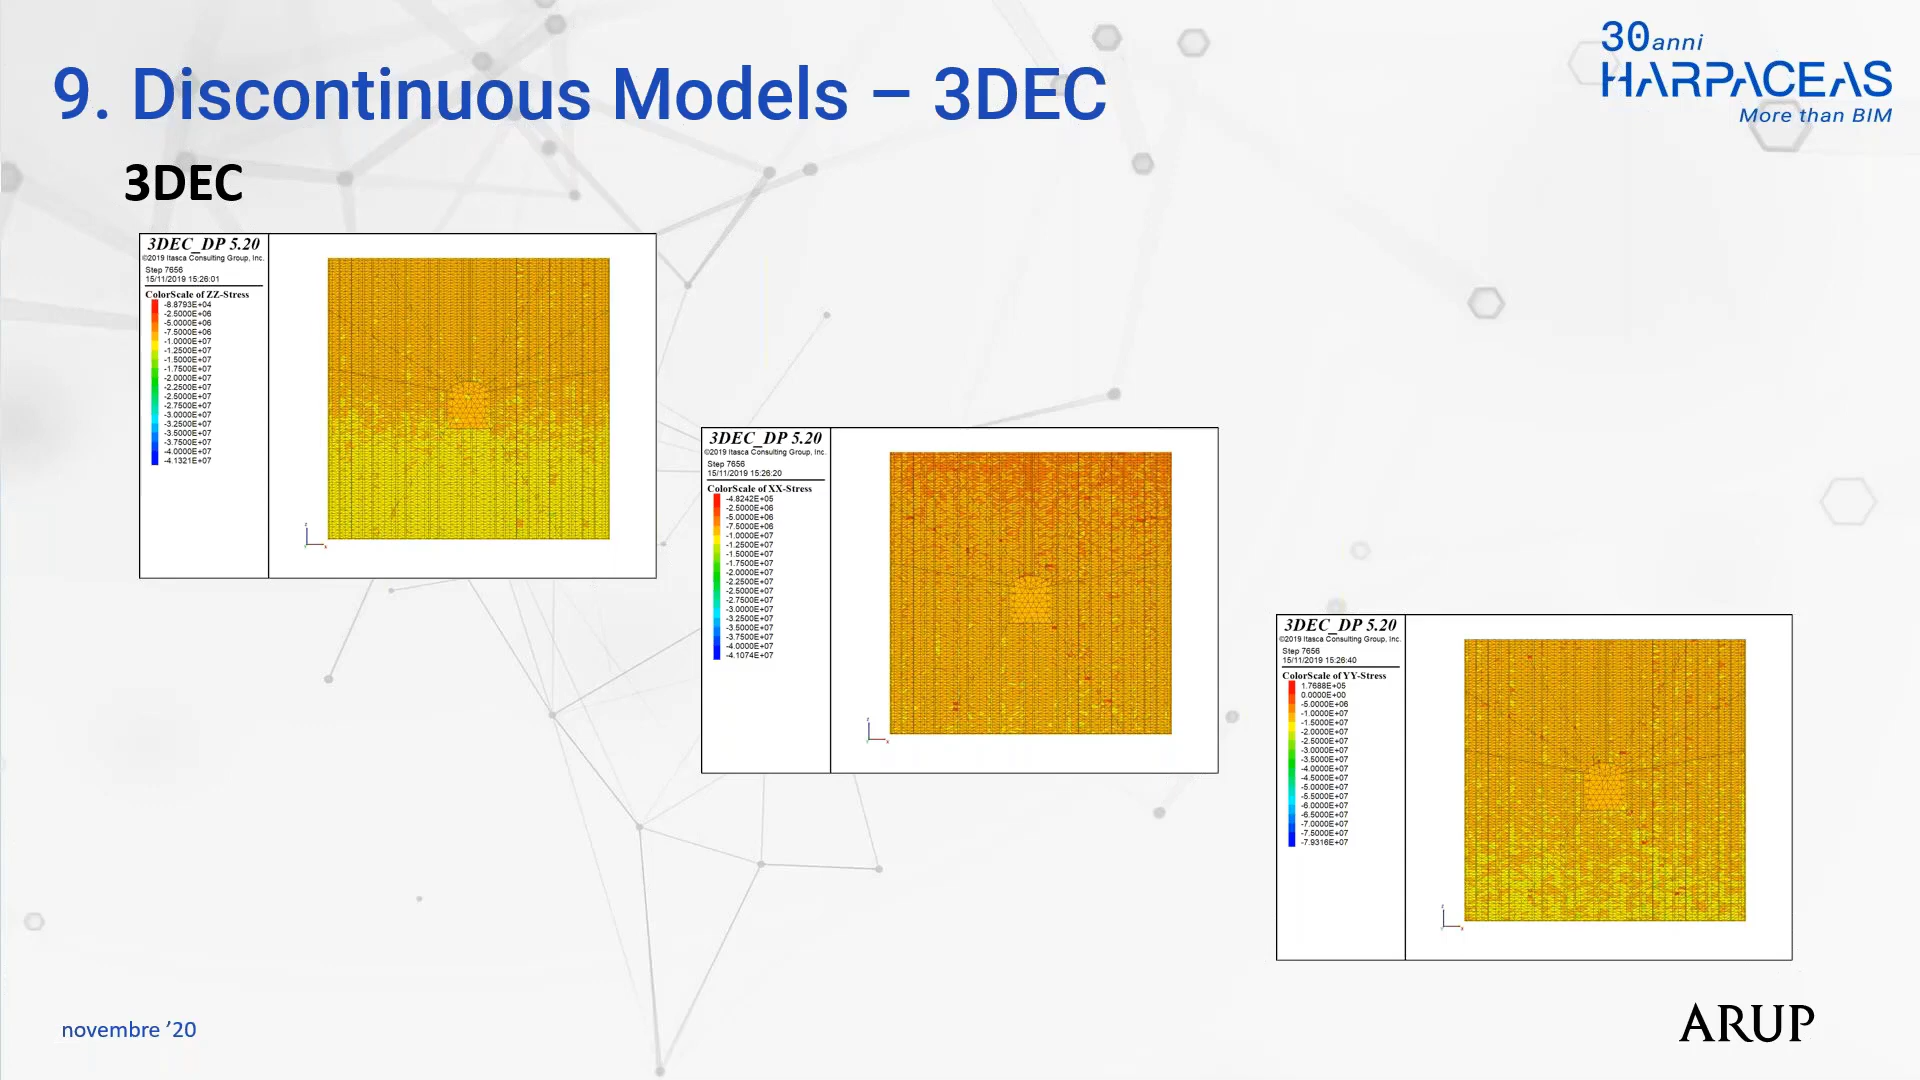 30 anni
HARPACEAS
More than BIM
9. Discontinuous Models – 3DEC
3DEC
3DEC_DP 5.20
©2019 Itasca Consulting Group, Inc.
Step 7656
15/11/2019 15:26:01
ColorScale of ZZ-Stress
-8.8793E+04
-2.5000E+06
-5.0000E+06
-7.5000E+06
-1.0000E+07
-1.2500E+07
-1.5000E+07
-1.7500E+07
-2.0000E+07
-2.2500E+07
-2.5000E+07
-2.7500E+07
-3.0000E+07
-3.2500E+07
-3.5000E+07
-3.7500E+07
-4.0000E+07
-4.1321E+07
3DEC_DP 5.20
©2019 Itasca Consulting Group, Inc.
Step 7656
15/11/2019 15:26:20
ColorScale of XX-Stress
-4.8242E+05
-2.5000E+06
-5.0000E+06
-7.5000E+06
-1.0000E+07
-1.2500E+07
-1.5000E+07
-1.7500E+07
-2.0000E+07
-2.2500E+07
-2.5000E+07
-2.7500E+07
-3.0000E+07
-3.2500E+07
-3.5000E+07
-3.7500E+07
-4.0000E+07
-4.1074E+07
3DEC_DP 5.20
©2019 Itasca Consulting Group, Inc.
Step 7656
15/11/2019 15:26:40
ColorScale of YY-Stress
1.7688E+05
0.0000E+00
-5.0000E+06
-1.0000E+07
-1.5000E+07
-2.0000E+07
-2.5000E+07
-3.0000E+07
-3.5000E+07
-4.0000E+07
-4.5000E+07
-5.0000E+07
-5.5000E+07
-6.0000E+07
-6.5000E+07
-7.0000E+07
-7.5000E+07
-7.9316E+07
novembre ’20
ARUP